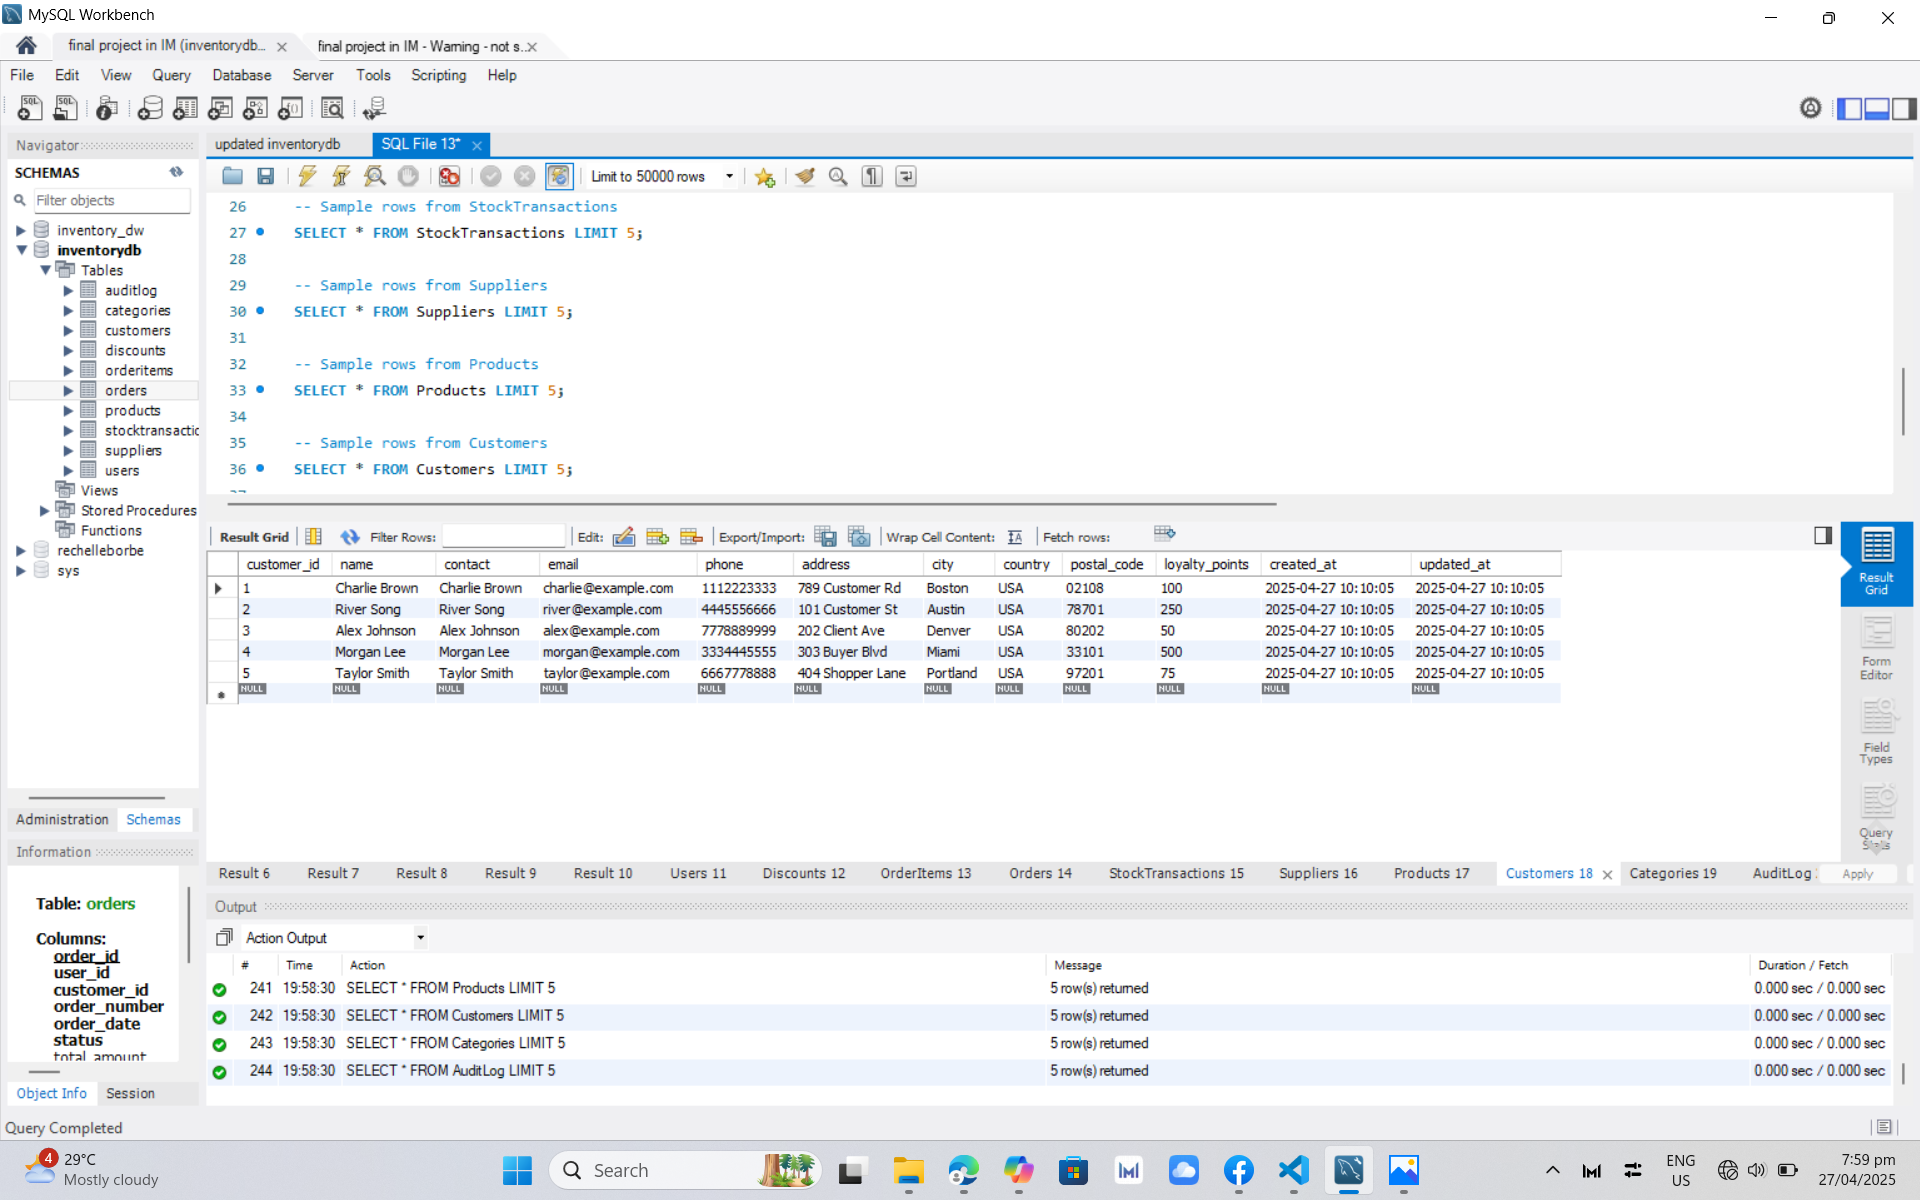 MySQL Workbench
final project in IM (inventorydb...
final project in IM - Warning - not s...
File Edit View Query Database Server Tools Scripting Help
Navigator
updated inventorydb
SQL File 13*
SCHEMAS
Limit to 50000 rows
Filter objects
inventory_dw
inventorydb
Tables
auditlog
categories
customers
discounts
orderitems
orders
products
stocktransactic
suppliers
users
Views
Stored Procedures
Functions
rechelleborbe
sys
26 -- Sample rows from StockTransactions
27 SELECT * FROM StockTransactions LIMIT 5;
28
29 -- Sample rows from Suppliers
30 SELECT * FROM Suppliers LIMIT 5;
31
32 -- Sample rows from Products
33 SELECT * FROM Products LIMIT 5;
34
35 -- Sample rows from Customers
36 SELECT * FROM Customers LIMIT 5;
Result Grid Filter Rows: Edit: Export/Import: Wrap Cell Content: Fetch rows:
customer_id name contact email phone address city country postal_code loyalty_points created_at updated_at
1 Charlie Brown Charlie Brown charlie@example.com 1112223333 789 Customer Rd Boston USA 02108 100 2025-04-27 10:10:05 2025-04-27 10:10:05
2 River Song River Song river@example.com 4445556666 101 Customer St Austin USA 78701 250 2025-04-27 10:10:05 2025-04-27 10:10:05
3 Alex Johnson Alex Johnson alex@example.com 7778889999 202 Client Ave Denver USA 80202 50 2025-04-27 10:10:05 2025-04-27 10:10:05
4 Morgan Lee Morgan Lee morgan@example.com 3334445555 303 Buyer Blvd Miami USA 33101 500 2025-04-27 10:10:05 2025-04-27 10:10:05
5 Taylor Smith Taylor Smith taylor@example.com 6667778888 404 Shopper Lane Portland USA 97201 75 2025-04-27 10:10:05 2025-04-27 10:10:05
NULL NULL NULL NULL NULL NULL NULL NULL NULL NULL NULL NULL
Result Grid
Form Editor
Field Types
Query Stats
Administration Schemas
Information
Table: orders
Columns:
order_id
user_id
customer_id
order_number
order_date
status
total_amount
Object Info Session
Result 6 Result 7 Result 8 Result 9 Result 10 Users 11 Discounts 12 OrderItems 13 Orders 14 StockTransactions 15 Suppliers 16 Products 17 Customers 18 Categories 19 AuditLog Apply
Output
Action Output
# Time Action Message Duration / Fetch
241 19:58:30 SELECT * FROM Products LIMIT 5 5 row(s) returned 0.000 sec / 0.000 sec
242 19:58:30 SELECT * FROM Customers LIMIT 5 5 row(s) returned 0.000 sec / 0.000 sec
243 19:58:30 SELECT * FROM Categories LIMIT 5 5 row(s) returned 0.000 sec / 0.000 sec
244 19:58:30 SELECT * FROM AuditLog LIMIT 5 5 row(s) returned 0.000 sec / 0.000 sec
Query Completed
4
29°C
Mostly cloudy
Search
ENG
US
7:59 pm
27/04/2025